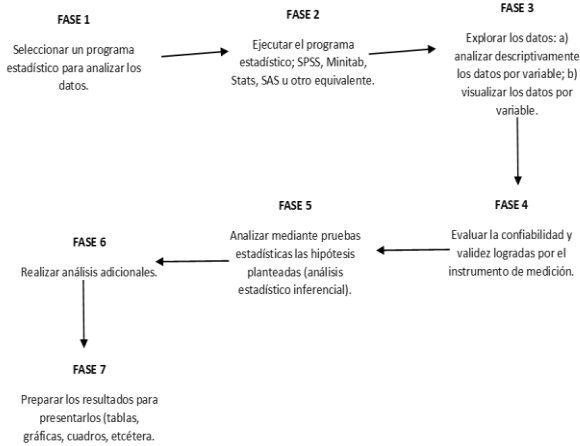 FASE 1
Seleccionar un programa
estadístico para analizar los
datos.
FASE 2
Ejecutar el programa
estadístico; SPSS, Minitab,
Stats, SAS u otro equivalente.
FASE 3
Explorar los datos: a)
analizar descriptivamente
los datos por variable; b)
visualizar los datos por
variable.
FASE 4
Evaluar la confiabilidad y
validez logradas por el
instrumento de medición.
FASE 5
Analizar mediante pruebas
estadísticas las hipótesis
planteadas (análisis
estadístico inferencial).
FASE 6
Realizar análisis adicionales.
FASE 7
Preparar los resultados para
presentarlos (tablas,
gráficas, cuadros, etcétera.